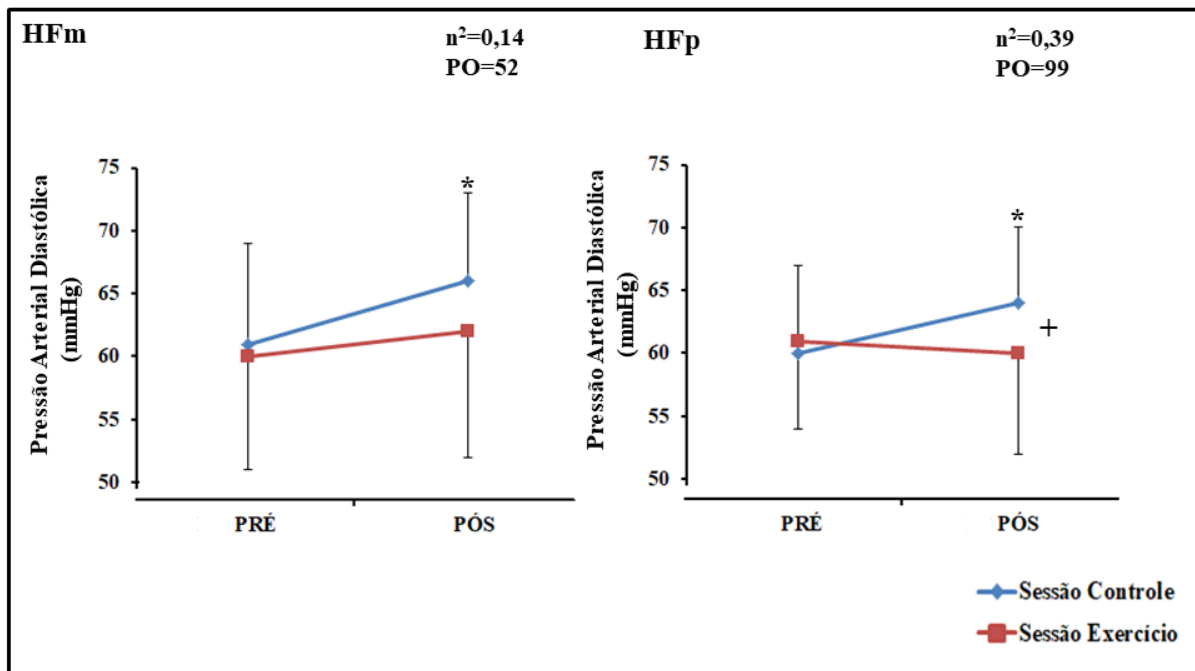 HFm
n²=0,14
PO=52
Pressão Arterial Diastólica
(mmHg)
75
*
70
65
60
55
50
PRÉ
PÓS
HFp
n²=0,39
PO=99
Pressão Arterial Diastólica
(mmHg)
75
*
70
65
+
60
55
50
PRÉ
PÓS
Sessão Controle
Sessão Exercício